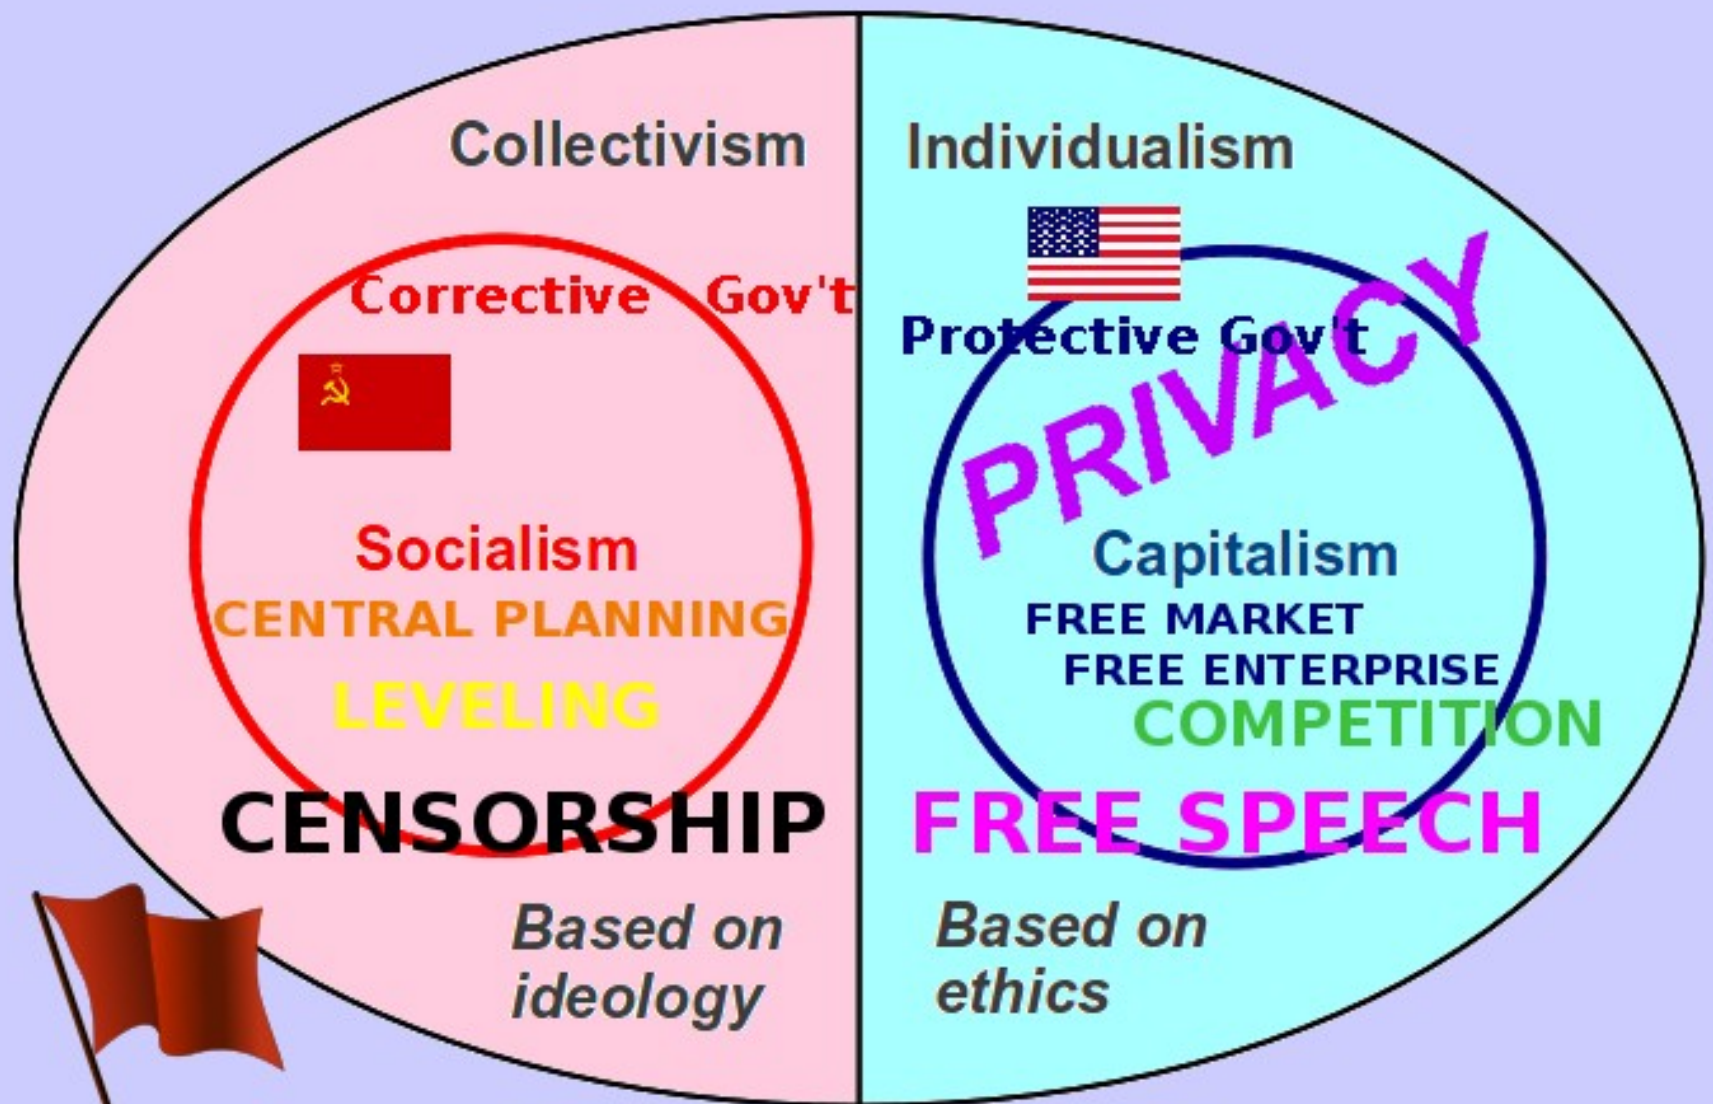 Collectivism
Corrective Gov't
Socialism
CENTRAL PLANNING
LEVELING
CENSORSHIP
Based on
ideology
Individualism
Protective Gov't
PRIVACY
Capitalism
FREE MARKET
FREE ENTERPRISE
COMPETITION
FREE SPEECH
Based on
ethics